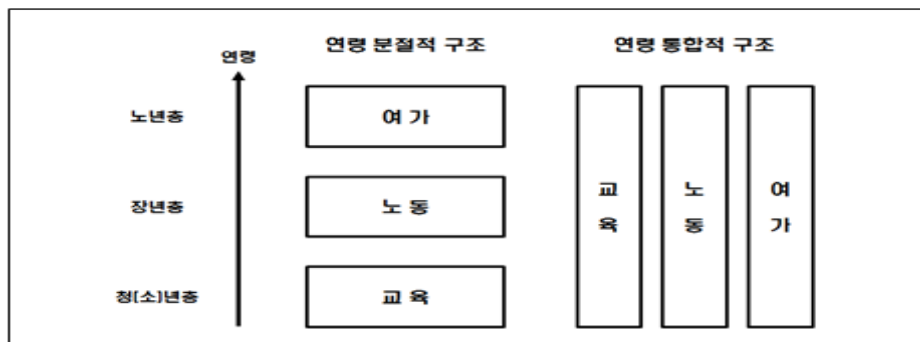 연령 분절적 구조
연령 통합적 구조
연령
노년층
여 가
장년층
노 동
청(소)년층
교 육
교
육
노
동
여
가